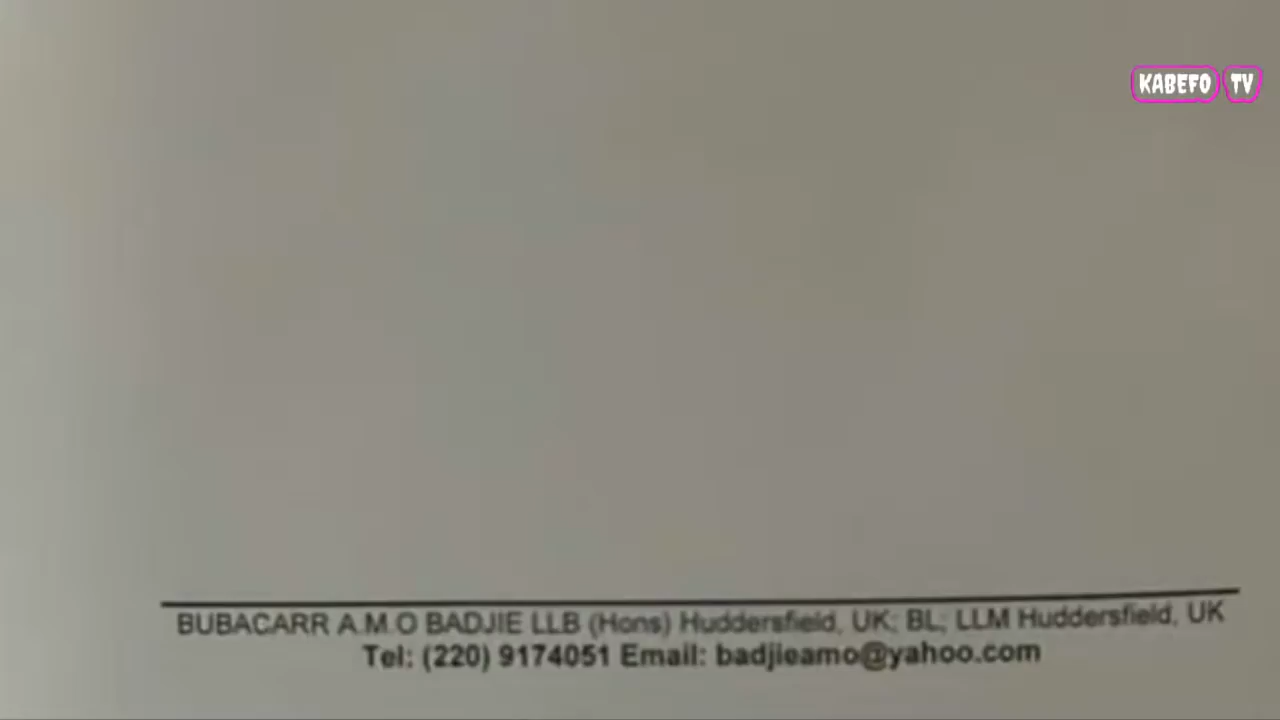 KABEFO TV
BUBACARR A.M.O BADJIE LLB (Hons) Huddersfield, UK; BL; LLM Huddersfield, UK
Tel: (220) 9174051 Email: badjieamo@yahoo.com